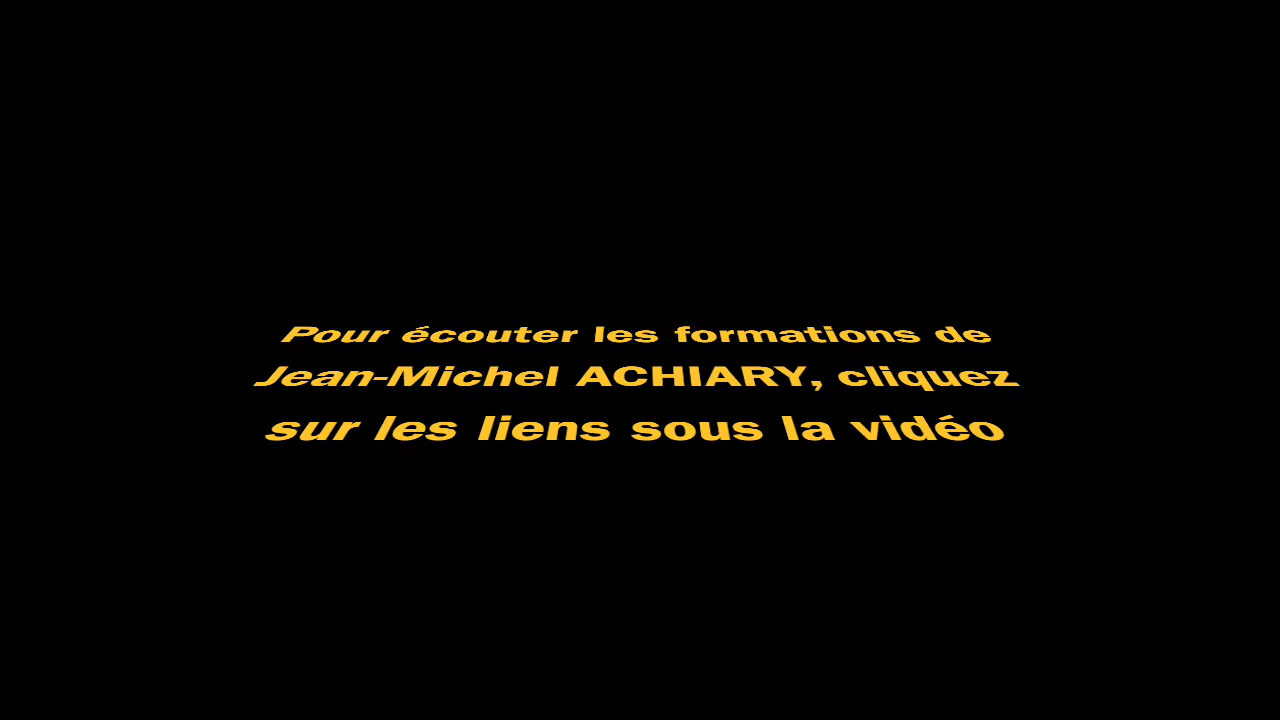 Pour écouter les formations de
Jean-Michel ACHIARY, cliquez
sur les liens sous la vidéo